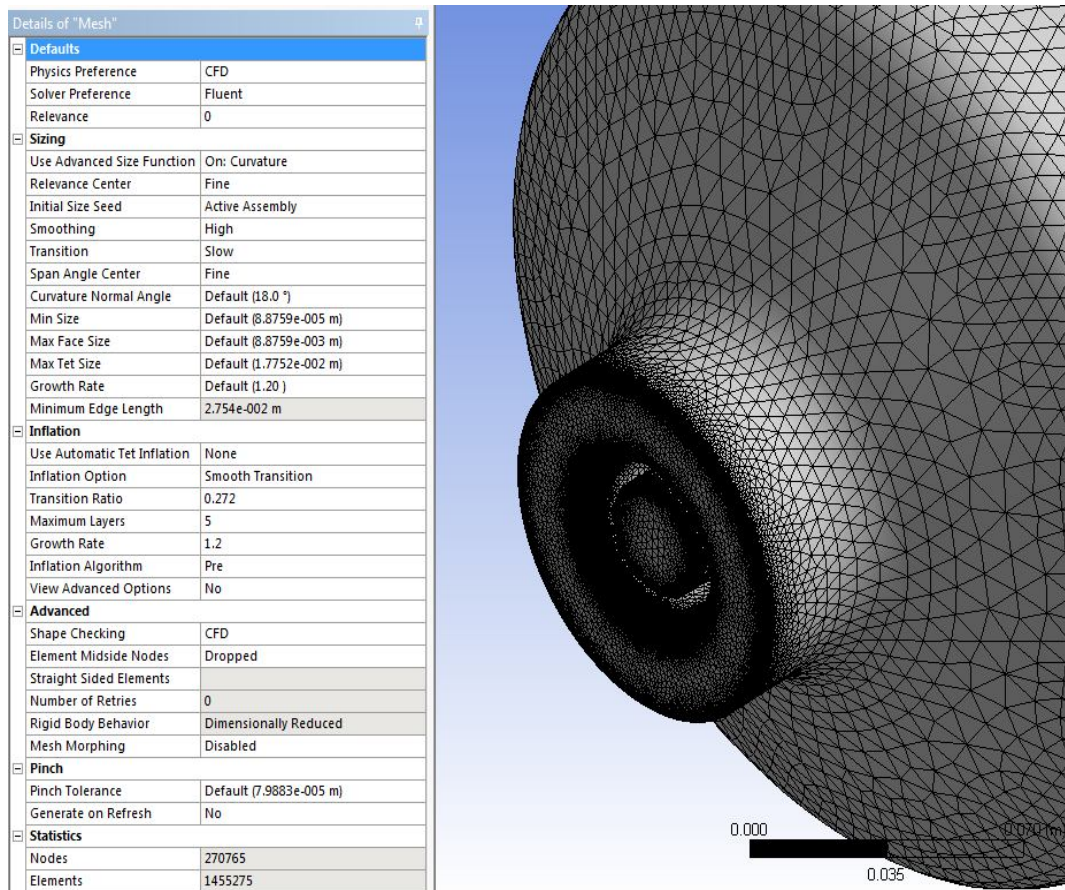 Details of "Mesh"
Defaults
Physics Preference CFD
Solver Preference Fluent
Relevance 0
Sizing
Use Advanced Size Function On: Curvature
Relevance Center Fine
Initial Size Seed Active Assembly
Smoothing High
Transition Slow
Span Angle Center Fine
Curvature Normal Angle Default (18.0 °)
Min Size Default (8.8759e-005 m)
Max Face Size Default (8.8759e-003 m)
Max Tet Size Default (1.7752e-002 m)
Growth Rate Default (1.20 )
Minimum Edge Length 2.754e-002 m
Inflation
Use Automatic Tet Inflation None
Inflation Option Smooth Transition
Transition Ratio 0.272
Maximum Layers 5
Growth Rate 1.2
Inflation Algorithm Pre
View Advanced Options No
Advanced
Shape Checking CFD
Element Midside Nodes Dropped
Straight Sided Elements
Number of Retries 0
Rigid Body Behavior Dimensionally Reduced
Mesh Morphing Disabled
Pinch
Pinch Tolerance Default (7.9883e-005 m)
Generate on Refresh No
Statistics
Nodes 270765
Elements 1455275
0.000 0.070 (m
0.035